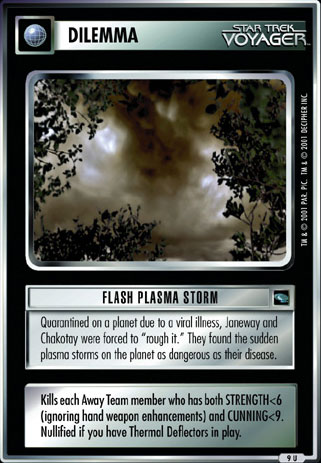 DILEMMA
STAR TREK
VOYAGER™
TM & © 2001 PAR. PIC. TM & © 2001 DECIPHER INC.
FLASH PLASMA STORM
Quarantined on a planet due to a viral illness, Janeway and
Chakotay were forced to “rough it.” They found the sudden
plasma storms on the planet as dangerous as their disease.
Kills each Away Team member who has both STRENGTH<6
(ignoring hand weapon enhancements) and CUNNING<9.
Nullified if you have Thermal Deflectors in play.
9 U